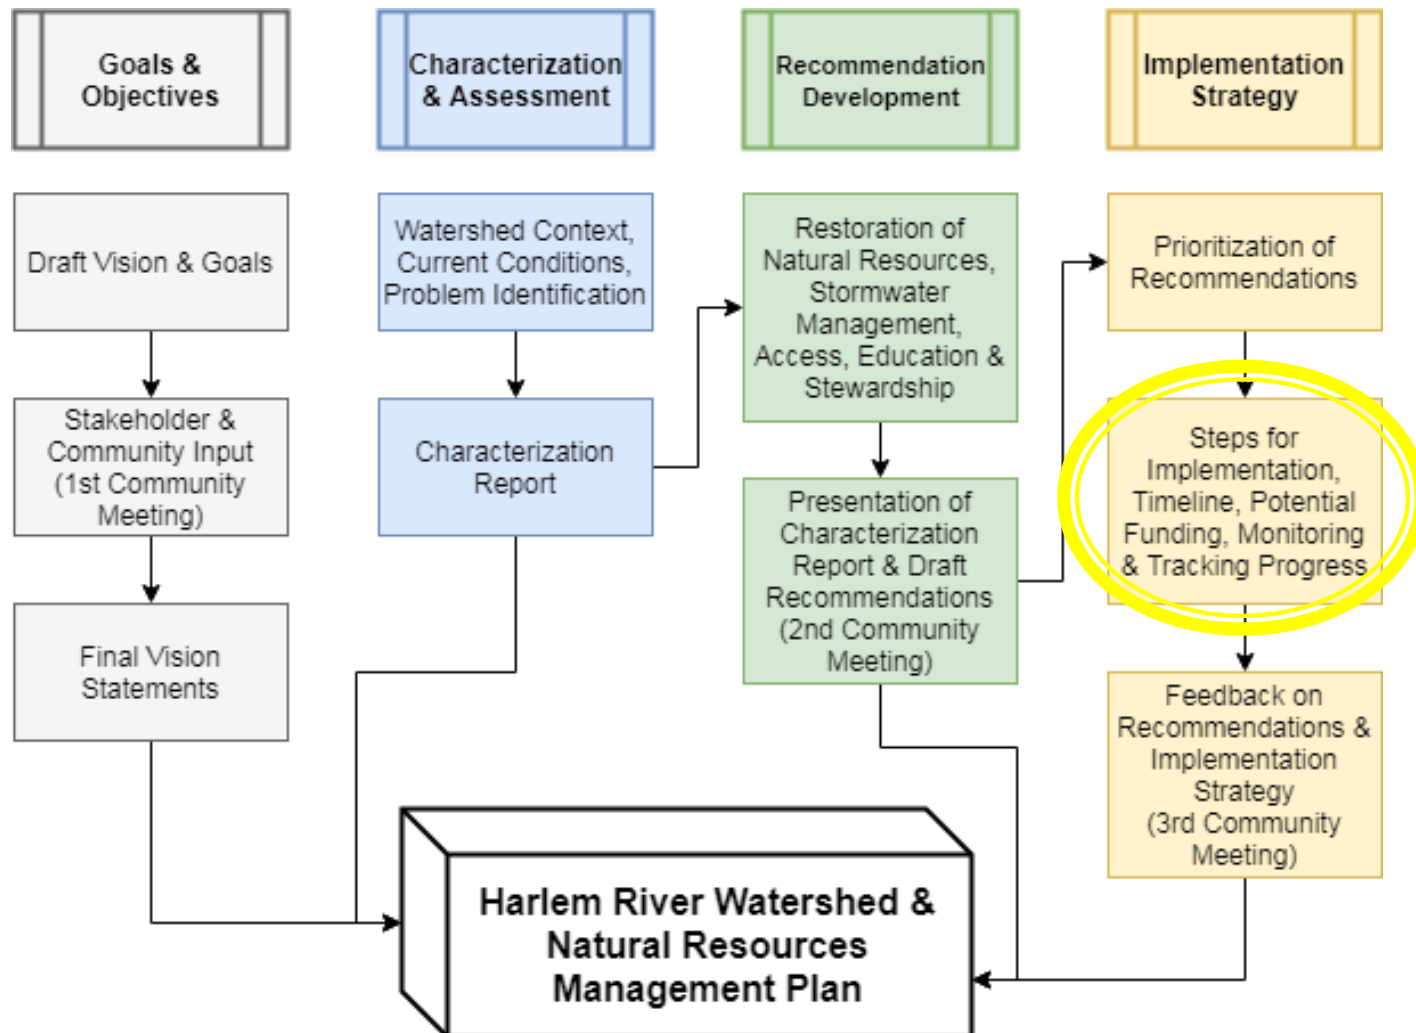 Goals &
Objectives
Characterization
& Assessment
Recommendation
Development
Implementation
Strategy
Draft Vision & Goals
Stakeholder &
Community Input
(1st Community
Meeting)
Final Vision
Statements
Watershed Context,
Current Conditions,
Problem Identification
Characterization
Report
Restoration of
Natural Resources,
Stormwater
Management,
Access, Education &
Stewardship
Presentation of
Characterization
Report & Draft
Recommendations
(2nd Community
Meeting)
Prioritization of
Recommendations
Steps for
Implementation,
Timeline, Potential
Funding, Monitoring
& Tracking Progress
Feedback on
Recommendations &
Implementation
Strategy
(3rd Community
Meeting)
Harlem River Watershed &
Natural Resources
Management Plan